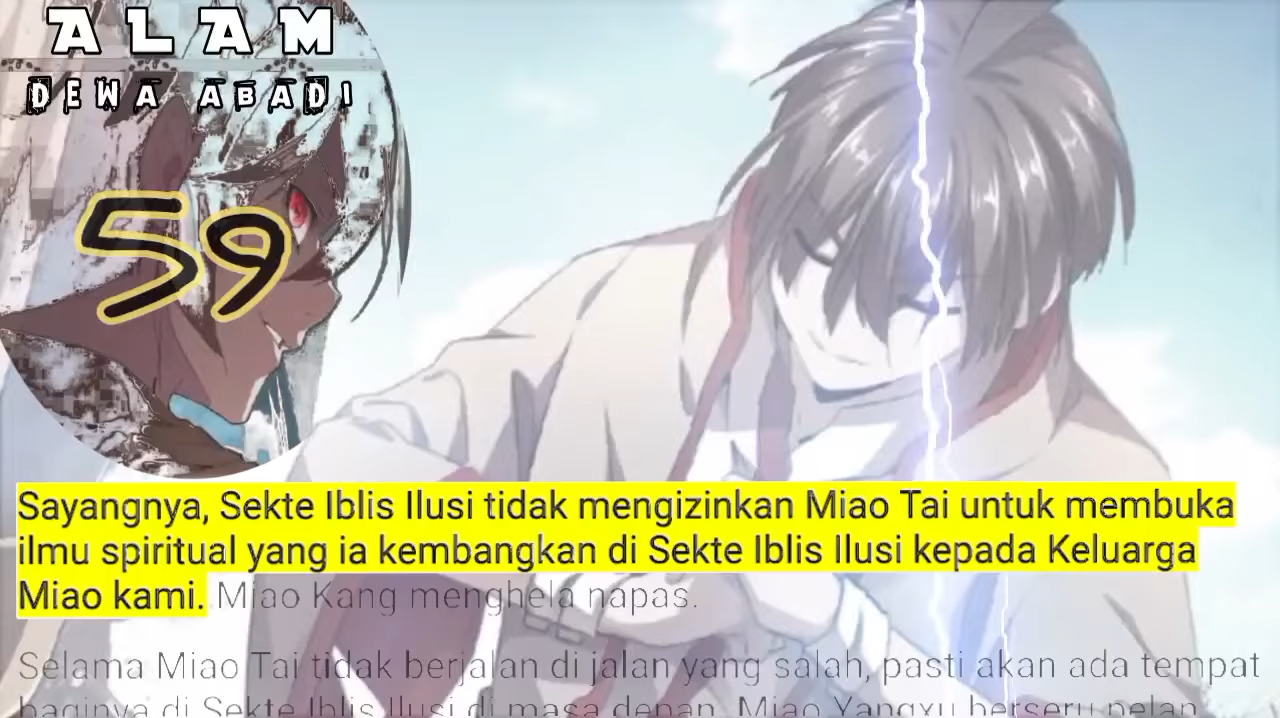 ALAM
DEWA ABADI
59
Sayangnya, Sekte Iblis Ilusi tidak mengizinkan Miao Tai untuk membuka
ilmu spiritual yang ia kembangkan di Sekte Iblis Ilusi kepada Keluarga
Miao kami. Miao Kang menghela napas.
Selama Miao Tai tidak berjalan di jalan yang salah, pasti akan ada tempat
baginya di Sekte Iblis Ilusi di masa depan. Miao Yangxu berseru pelan.